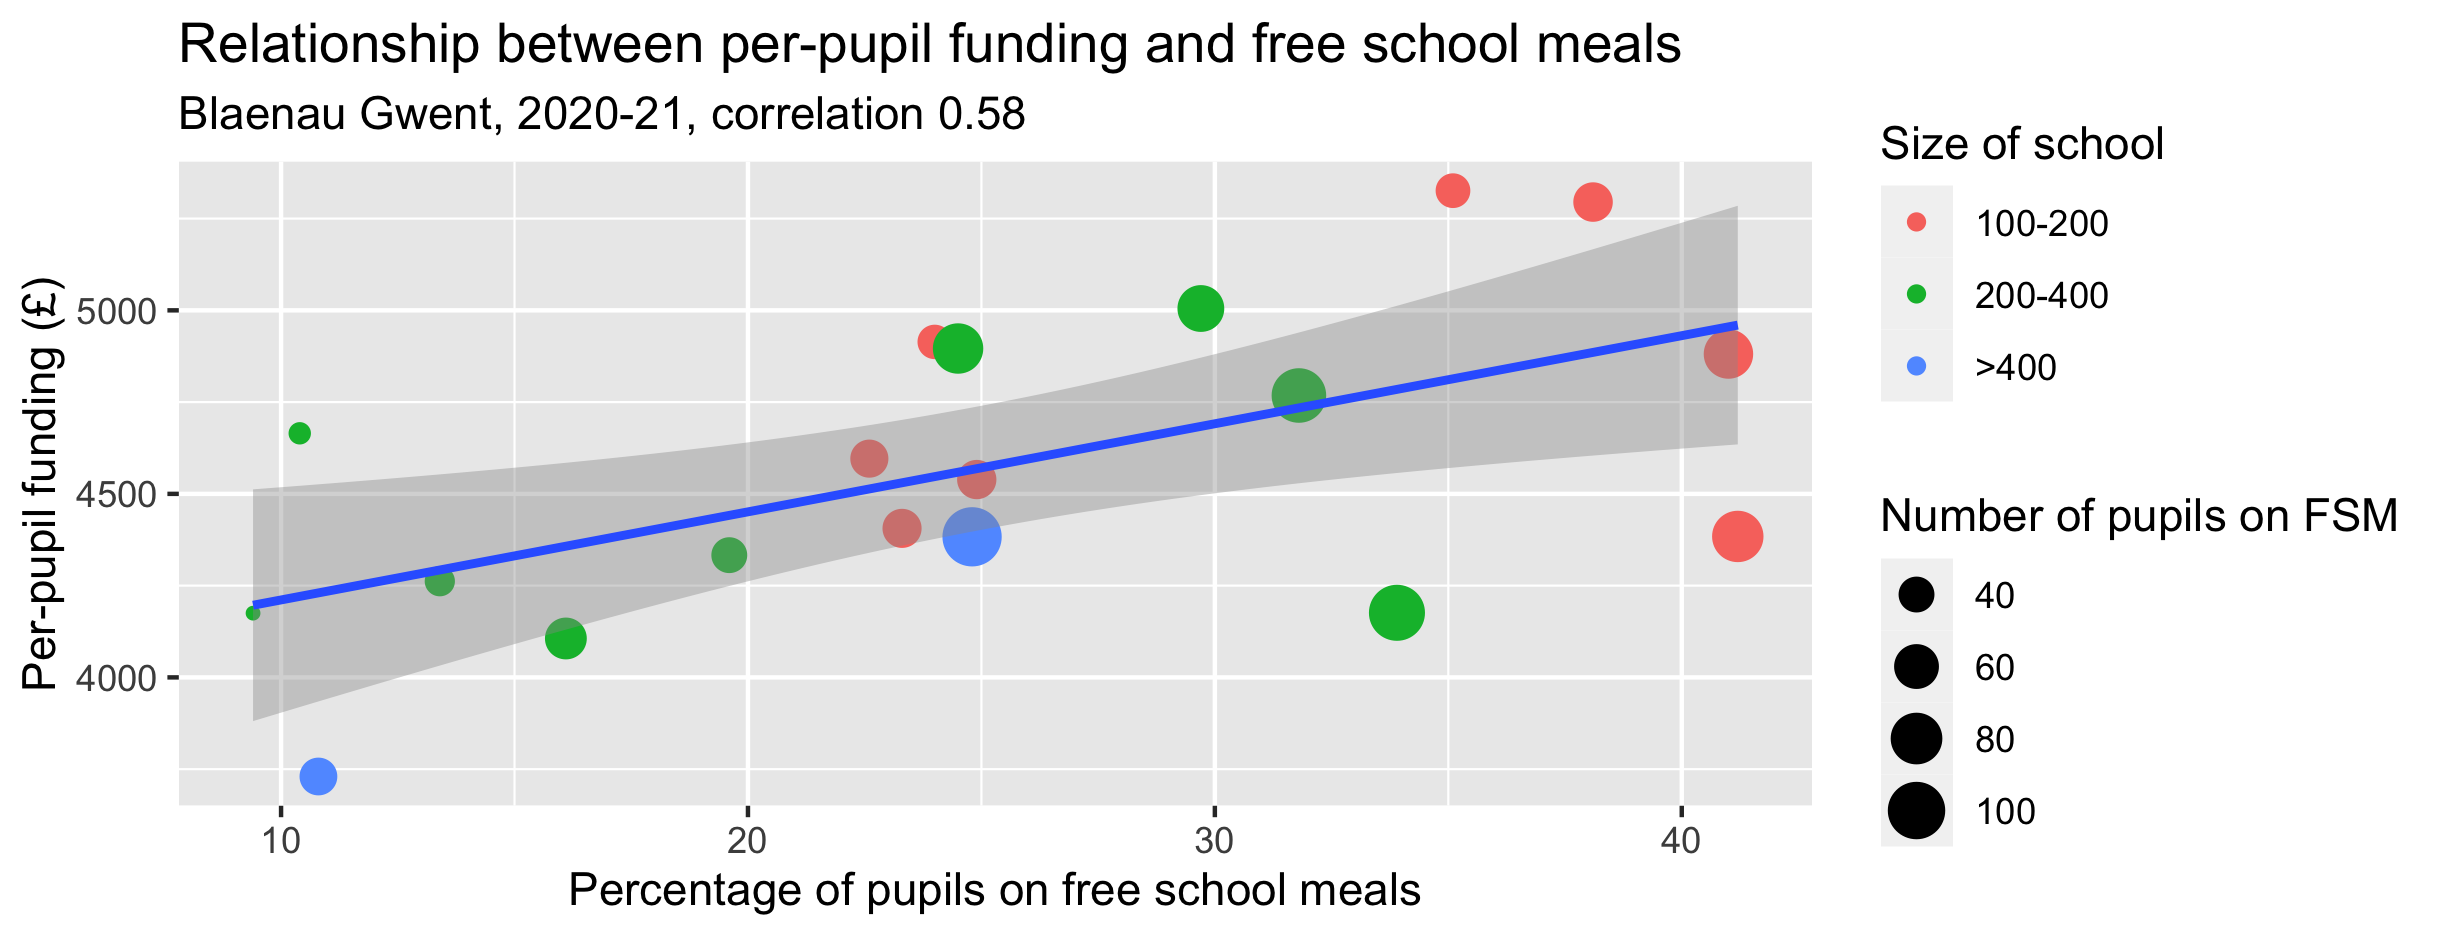 Relationship between per-pupil funding and free school meals
Blaenau Gwent, 2020-21, correlation 0.58
Per-pupil funding (£)
5000
4500
4000
10 20 30 40
Percentage of pupils on free school meals
Size of school
100-200
200-400
>400
Number of pupils on FSM
40
60
80
100